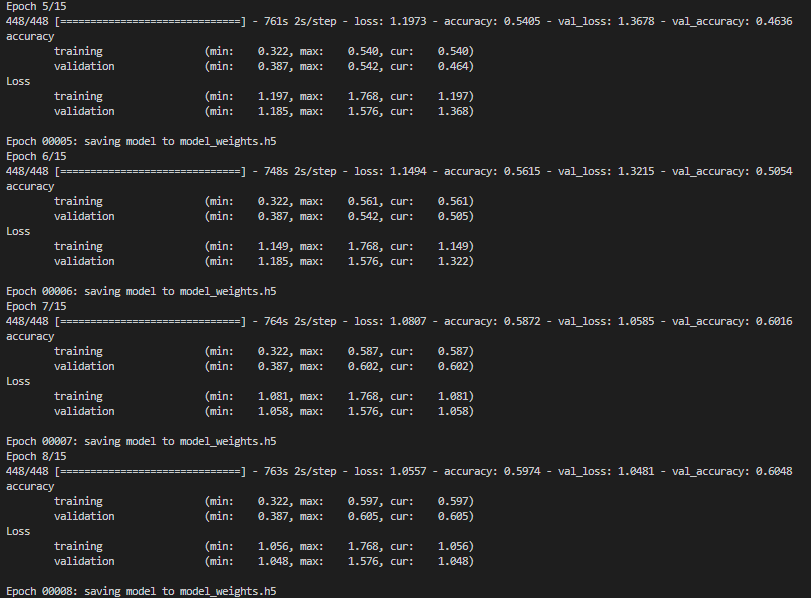 Epoch 5/15
448/448 [==============================] - 761s 2s/step - loss: 1.1973 - accuracy: 0.5405 - val_loss: 1.3678 - val_accuracy: 0.4636
accuracy
training (min: 0.322, max: 0.540, cur: 0.540)
validation (min: 0.387, max: 0.542, cur: 0.464)
Loss
training (min: 1.197, max: 1.768, cur: 1.197)
validation (min: 1.185, max: 1.576, cur: 1.368)
Epoch 00005: saving model to model_weights.h5
Epoch 6/15
448/448 [==============================] - 748s 2s/step - loss: 1.1494 - accuracy: 0.5615 - val_loss: 1.3215 - val_accuracy: 0.5054
accuracy
training (min: 0.322, max: 0.561, cur: 0.561)
validation (min: 0.387, max: 0.542, cur: 0.505)
Loss
training (min: 1.149, max: 1.768, cur: 1.149)
validation (min: 1.185, max: 1.576, cur: 1.322)
Epoch 00006: saving model to model_weights.h5
Epoch 7/15
448/448 [==============================] - 764s 2s/step - loss: 1.0807 - accuracy: 0.5872 - val_loss: 1.0585 - val_accuracy: 0.6016
accuracy
training (min: 0.322, max: 0.587, cur: 0.587)
validation (min: 0.387, max: 0.602, cur: 0.602)
Loss
training (min: 1.081, max: 1.768, cur: 1.081)
validation (min: 1.058, max: 1.576, cur: 1.058)
Epoch 00007: saving model to model_weights.h5
Epoch 8/15
448/448 [==============================] - 763s 2s/step - loss: 1.0557 - accuracy: 0.5974 - val_loss: 1.0481 - val_accuracy: 0.6048
accuracy
training (min: 0.322, max: 0.597, cur: 0.597)
validation (min: 0.387, max: 0.605, cur: 0.605)
Loss
training (min: 1.056, max: 1.768, cur: 1.056)
validation (min: 1.048, max: 1.576, cur: 1.048)
Epoch 00008: saving model to model_weights.h5